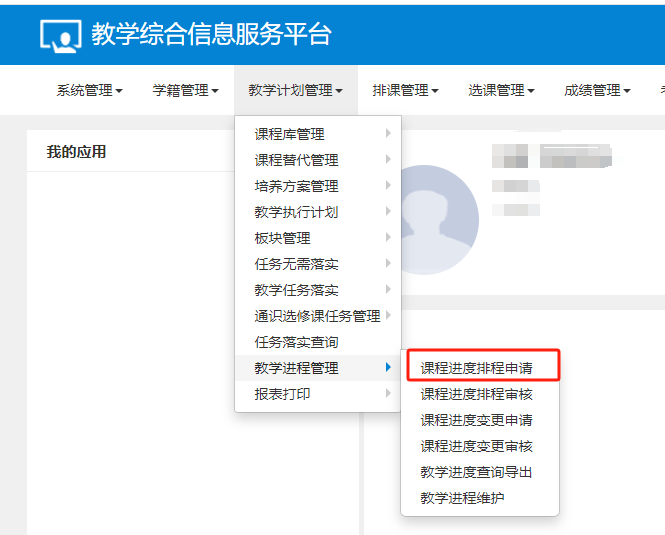 教学综合信息服务平台
系统管理 学籍管理 教学计划管理 排课管理 选课管理 成绩管理
我的应用
课程库管理
课程替代管理
培养方案管理
教学执行计划
板块管理
任务无需落实
教学任务落实
通识选修课任务管理
任务落实查询
教学进程管理
报表打印
课程进度排程申请
课程进度排程审核
课程进度变更申请
课程进度变更审核
教学进度查询导出
教学进程维护